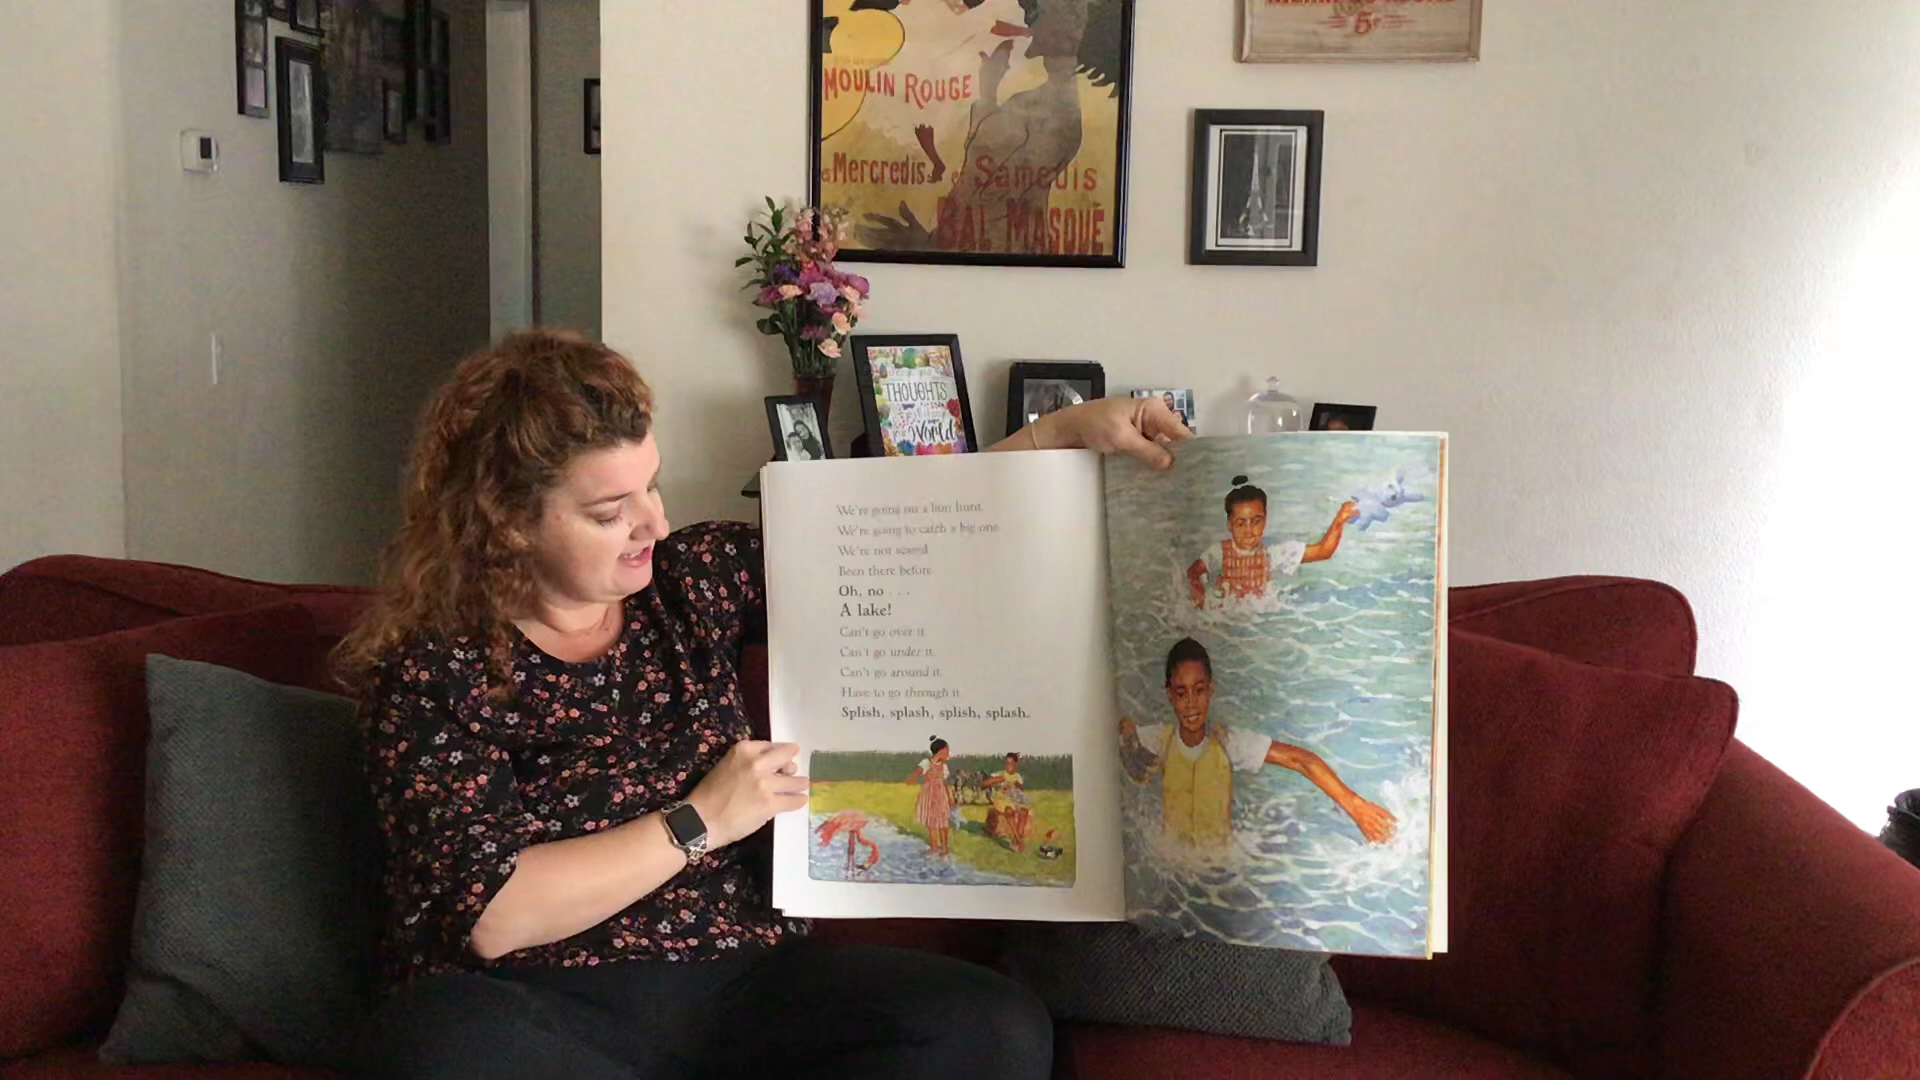 5¢
MOULIN ROUGE
Mercredis et Samedis
BAL MASQUÉ
THOUGHTS
World
We're going on a lion hunt.
We're going to catch a big one.
We're not scared.
Been there before.
Oh, no . . .
A lake!
Can't go over it.
Can't go under it.
Can't go around it.
Have to go through it.
Splish, splash, splish, splash.